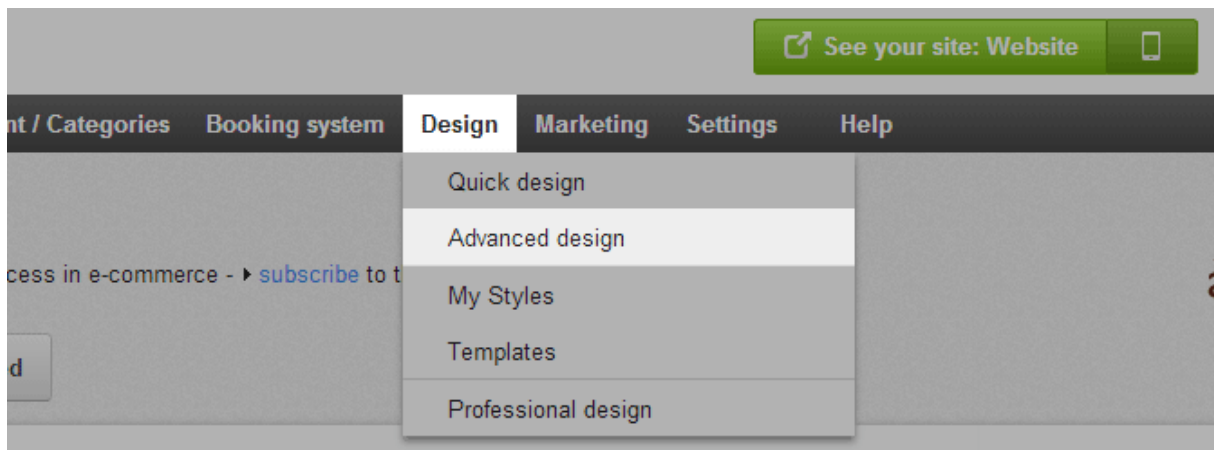 See your site: Website
nt / Categories Booking system Design Marketing Settings Help
Quick design
Advanced design
cess in e-commerce - ▸ subscribe to t
My Styles
Templates
ed
Professional design